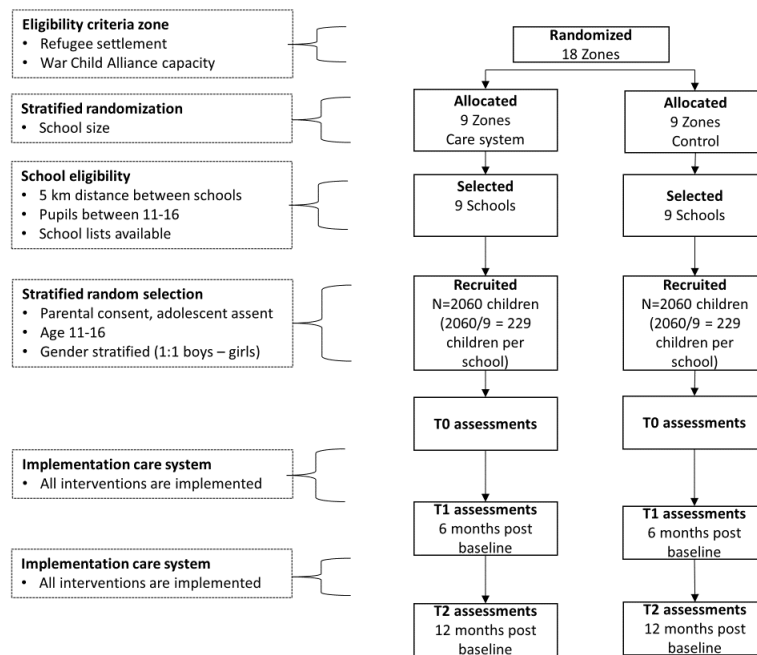 Eligibility criteria zone
• Refugee settlement
• War Child Alliance capacity
Randomized
18 Zones
Stratified randomization
• School size
Allocated
9 Zones
Care system
Allocated
9 Zones
Control
School eligibility
• 5 km distance between schools
• Pupils between 11-16
• School lists available
Selected
9 Schools
Selected
9 Schools
Stratified random selection
• Parental consent, adolescent assent
• Age 11-16
• Gender stratified (1:1 boys – girls)
Recruited
N=2060 children
(2060/9 = 229
children per
school)
Recruited
N=2060 children
(2060/9 = 229
children per
school)
T0 assessments
T0 assessments
Implementation care system
• All interventions are implemented
T1 assessments
6 months post
baseline
T1 assessments
6 months post
baseline
Implementation care system
• All interventions are implemented
T2 assessments
12 months post
baseline
T2 assessments
12 months post
baseline